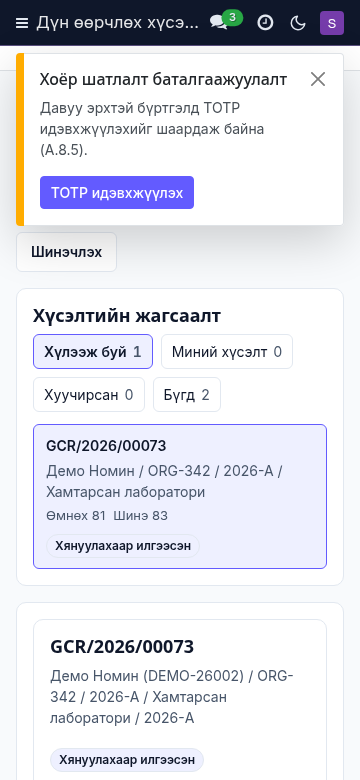 Дүн өөрчлөх хүсэ...
3
S
Хоёр шатлалт баталгаажуулалт
Давуу эрхтэй бүртгэлд TOTP
идэвхжүүлэхийг шаардаж байна
(A.8.5).
TOTP идэвхжүүлэх
Шинэчлэх
Хүсэлтийн жагсаалт
Хүлээж буй 1
Миний хүсэлт 0
Хуучирсан 0
Бүгд 2
GCR/2026/00073
Демо Номин / ORG-342 / 2026-A /
Хамтарсан лаборатори
Өмнөх 81 Шинэ 83
Хянуулахаар илгээсэн
GCR/2026/00073
Демо Номин (DEMO-26002) / ORG-
342 / 2026-A / Хамтарсан
лаборатори / 2026-A
Хянуулахаар илгээсэн